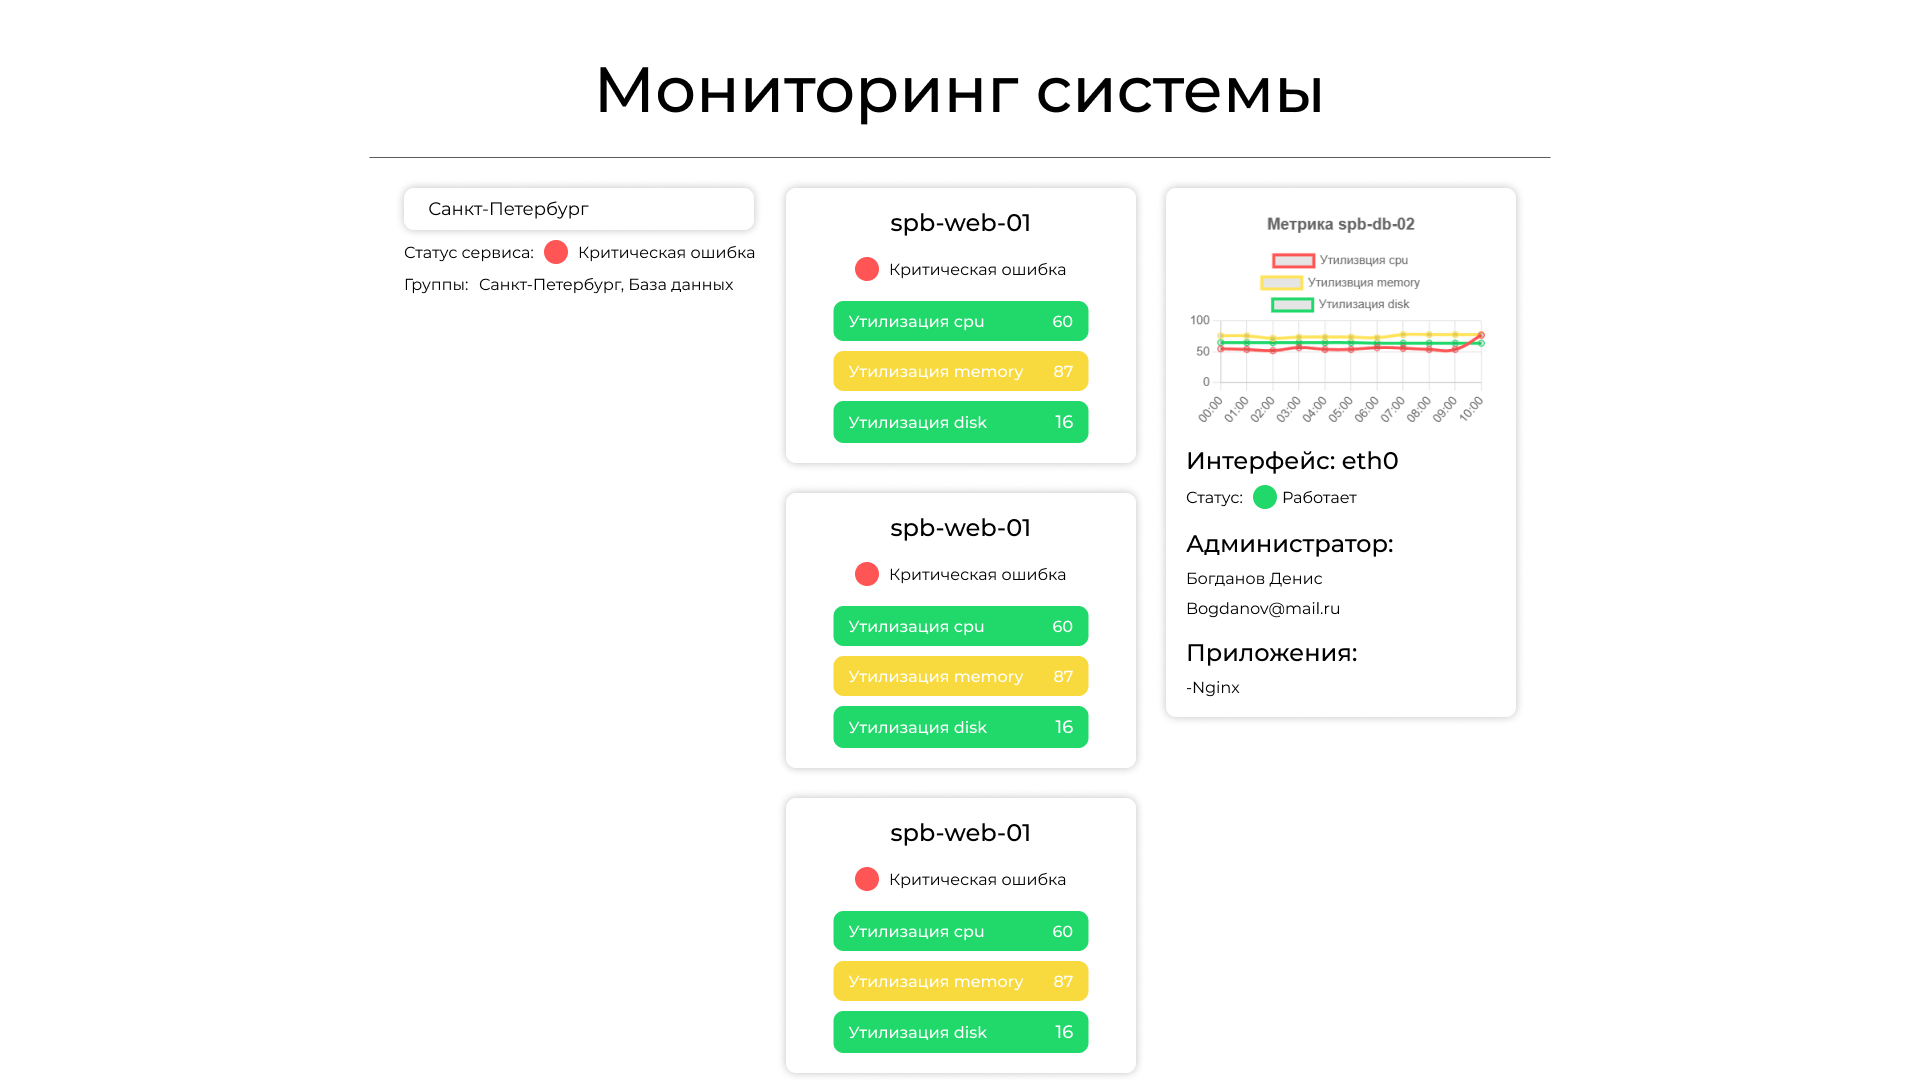 Мониторинг системы
Санкт-Петербург
Статус сервиса: Критическая ошибка
Группы: Санкт-Петербург, База данных
spb-web-01
Критическая ошибка
Утилизация cpu 60
Утилизация memory 87
Утилизация disk 16
spb-web-01
Критическая ошибка
Утилизация cpu 60
Утилизация memory 87
Утилизация disk 16
spb-web-01
Критическая ошибка
Утилизация cpu 60
Утилизация memory 87
Утилизация disk 16
Метрика spb-db-02
Утилизвция cpu
Утилизвция memory
Утилизация disk
100
50
0
00:00 01:00 02:00 03:00 04:00 05:00 06:00 07:00 08:00 09:00 10:00
Интерфейс: eth0
Статус: Работает
Администратор:
Богданов Денис
Bogdanov@mail.ru
Приложения:
-Nginx